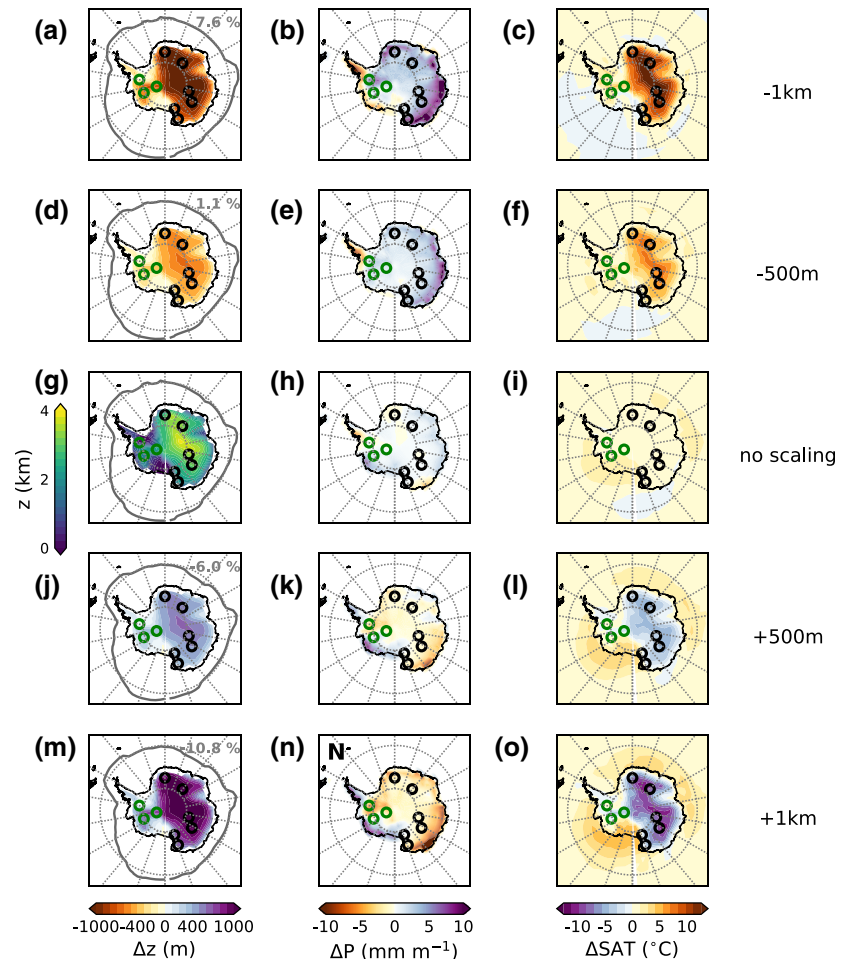 (a) 7.6 % (b) (c) -1km
(d) 1.1 % (e) (f) -500m
(g) (h) (i) no scaling
4
2
0
z (km)
(j) -6.0 % (k) (l) +500m
(m) -10.8 % (n) N (o) +1km
-1000 -400 0 400 1000 -10 -5 0 5 10 -10 -5 0 5 10
Δz (m) ΔP (mm m⁻¹) ΔSAT (°C)